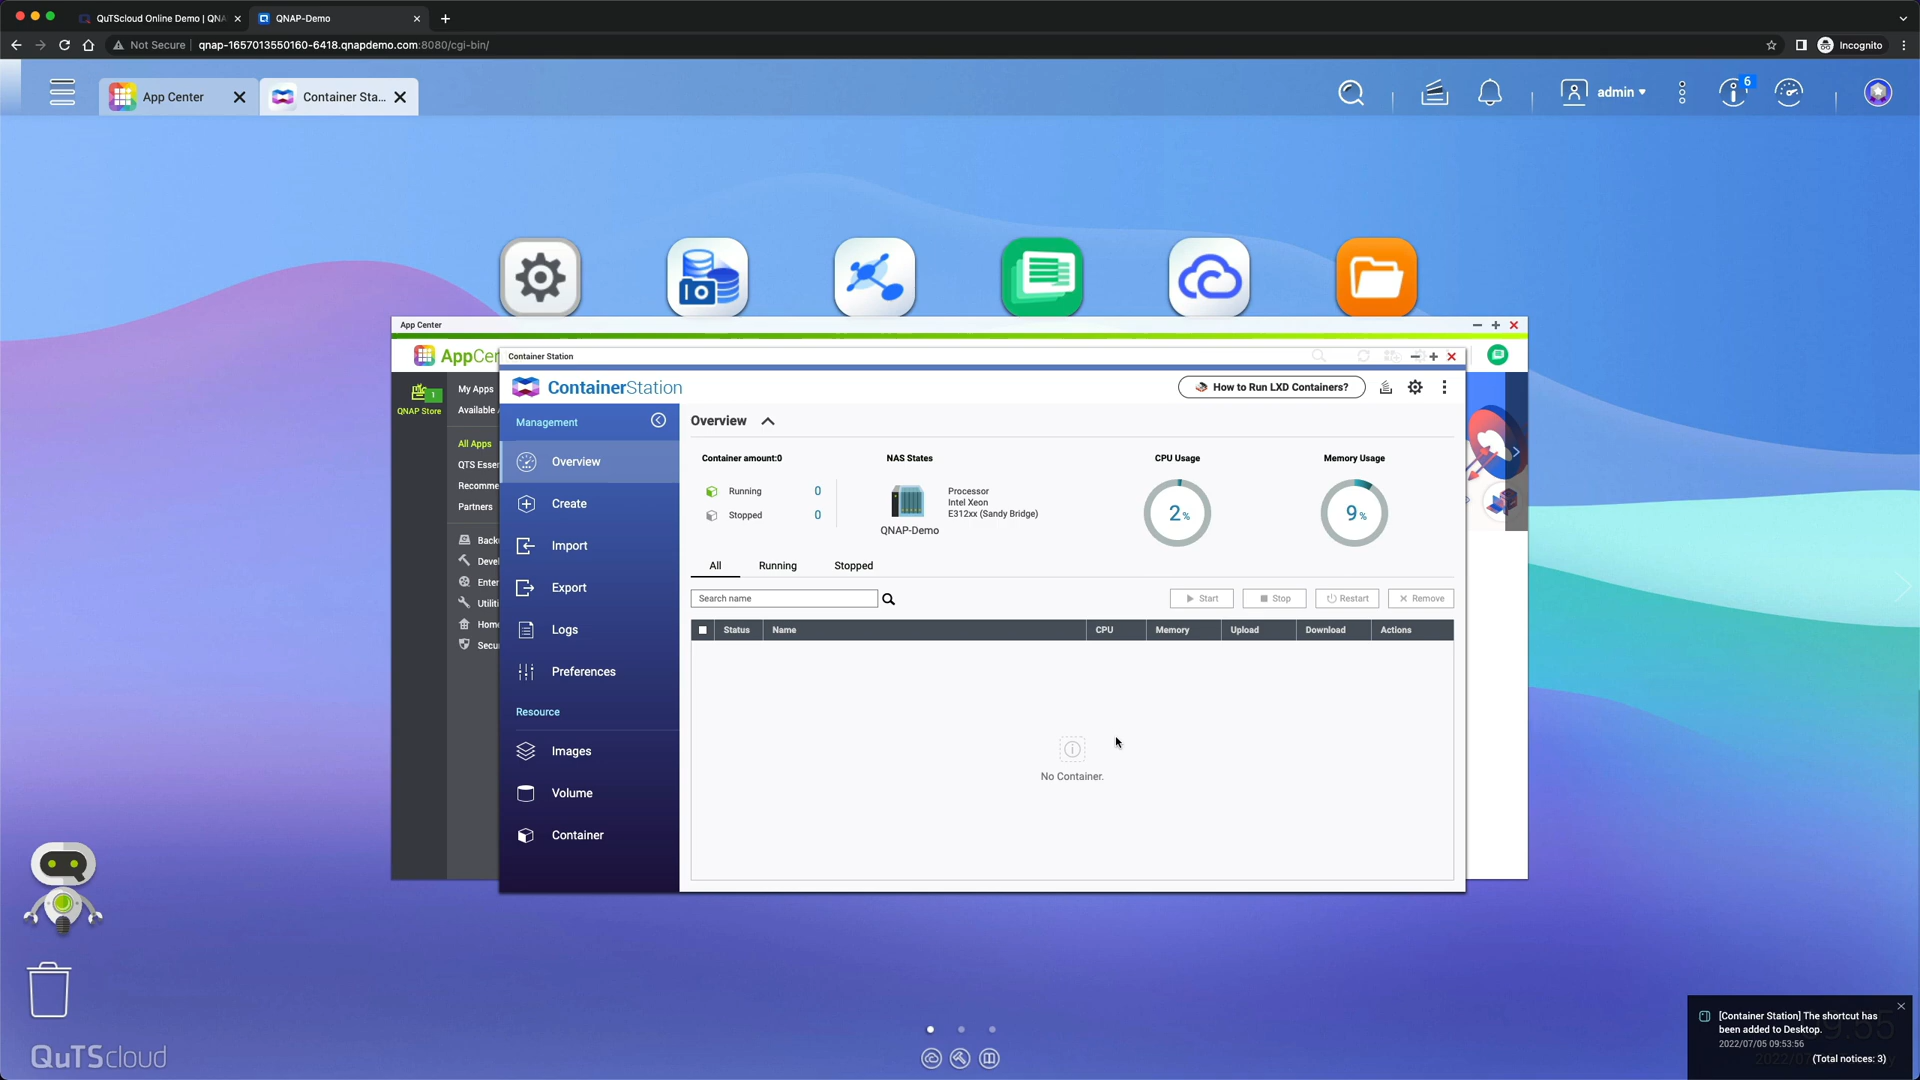 QuTScloud Online Demo | QNA
QNAP-Demo
Not Secure
qnap-1657013550160-6418.qnapdemo.com:8080/cgi-bin/
Incognito
App Center
Container Sta...
admin
6
App Center
AppCen
1
QNAP Store
My Apps
Available
All Apps
QTS Esse
Recomme
Partners
Back
Devel
Enter
Utiliti
Home
Secu
Container Station
ContainerStation
How to Run LXD Containers?
Management
Overview
Create
Import
Export
Logs
Preferences
Resource
Images
Volume
Container
Overview
Container amount:0
Running 0
Stopped 0
NAS States
QNAP-Demo
Processor
Intel Xeon
E312xx (Sandy Bridge)
CPU Usage
2%
Memory Usage
9%
All Running Stopped
Search name
Start Stop Restart Remove
Status Name CPU Memory Upload Download Actions
No Container.
QuTScloud
[Container Station] The shortcut has
been added to Desktop.
2022/07/05 09:53:56
(Total notices: 3)